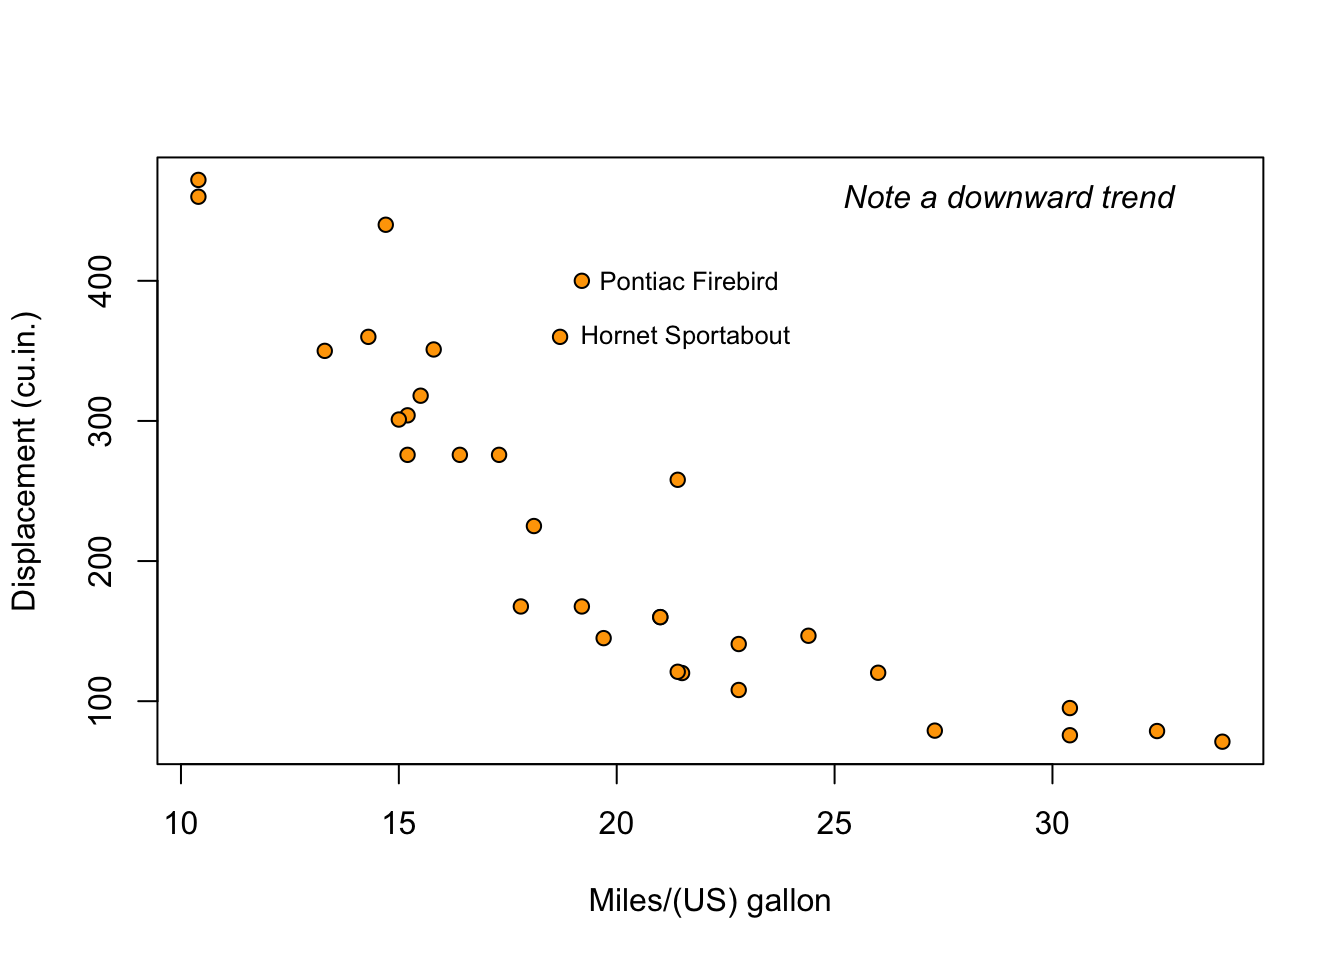 Note a downward trend
Pontiac Firebird
Hornet Sportabout
Displacement (cu.in.)
400
300
200
100
10 15 20 25 30
Miles/(US) gallon